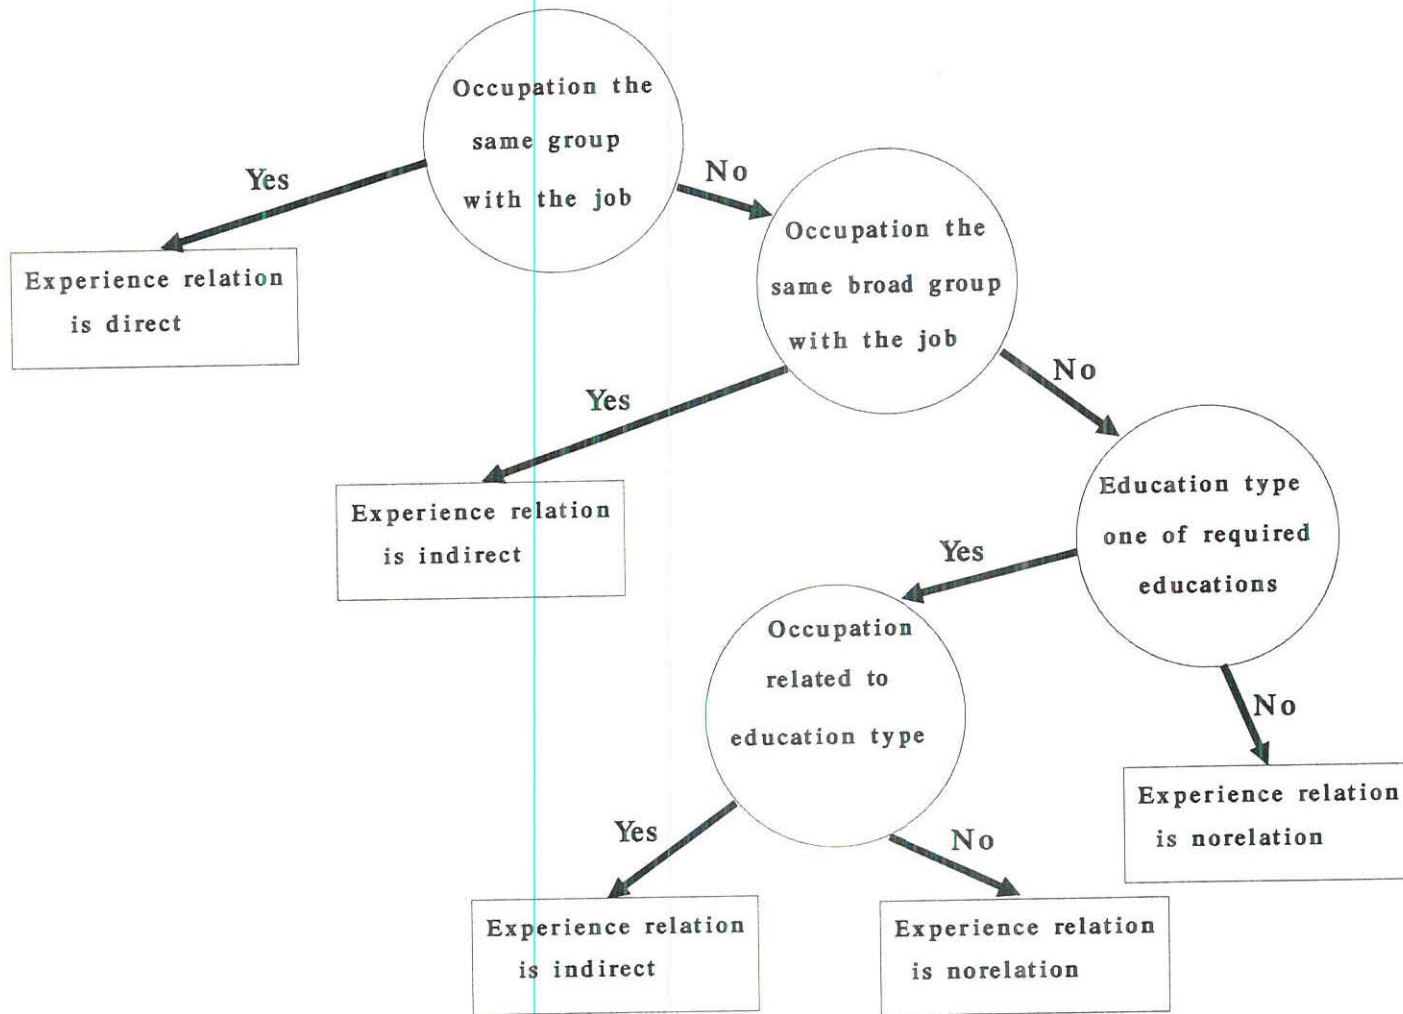 Occupation the
same group
with the job
Yes
No
Experience relation
is direct
Occupation the
same broad group
with the job
Yes
No
Experience relation
is indirect
Education type
one of required
educations
Yes
No
Occupation
related to
education type
Experience relation
is norelation
Yes
No
Experience relation
is indirect
Experience relation
is norelation